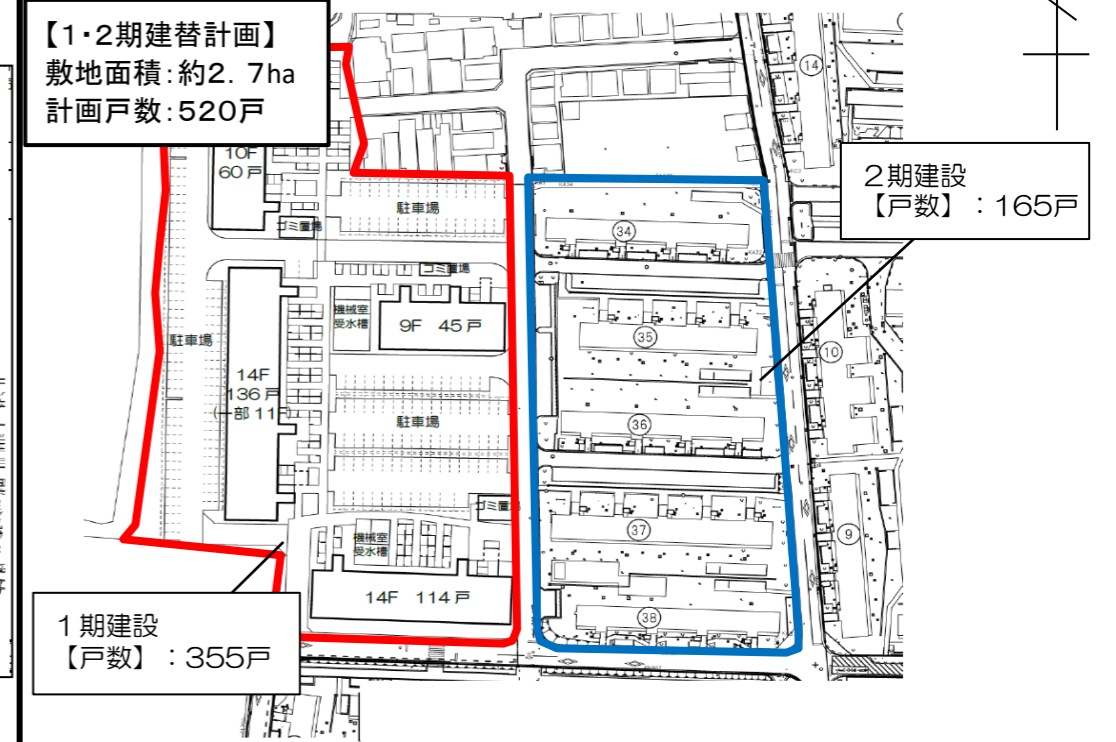 【1・2期建替計画】
敷地面積:約2.7ha
計画戸数:520戸
14
10F
60戸
駐車場
ゴミ置場
2期建設
【戸数】:165戸
34
ゴミ置場
機械室
受水槽
9F 45戸
35
10
駐車場
14F
136戸
(一部11F)
駐車場
36
ゴミ置場
37
9
機械室
受水槽
14F 114戸
38
1期建設
【戸数】:355戸